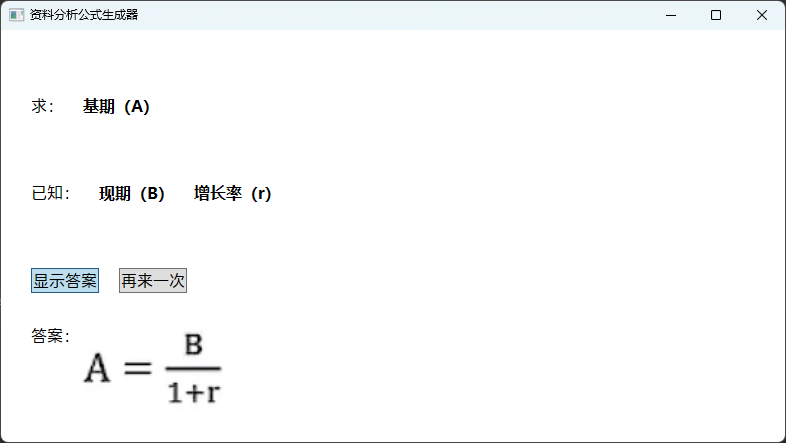 资料分析公式生成器
求： 基期（A）
已知： 现期（B） 增长率（r）
显示答案 再来一次
答案：
A = B/(1+r)